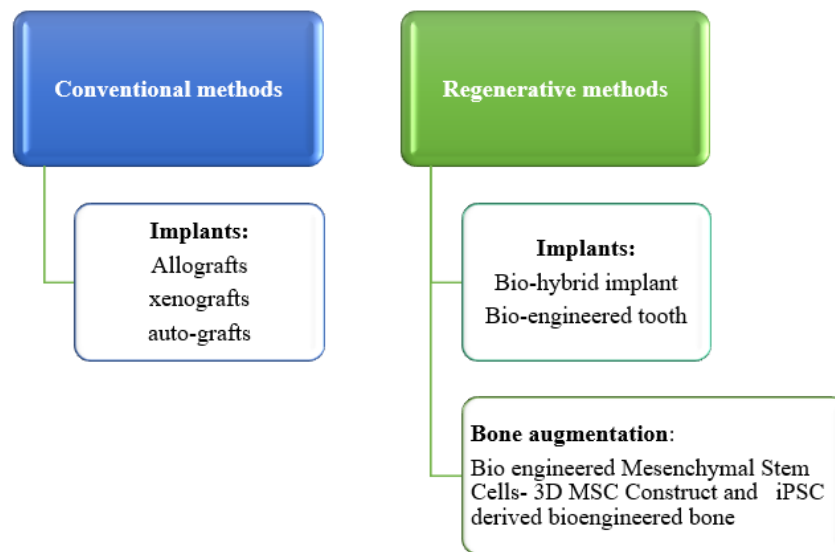 Conventional methods
Implants:
Allografts
xenografts
auto-grafts
Regenerative methods
Implants:
Bio-hybrid implant
Bio-engineered tooth
Bone augmentation:
Bio engineered Mesenchymal Stem
Cells- 3D MSC Construct and iPSC
derived bioengineered bone